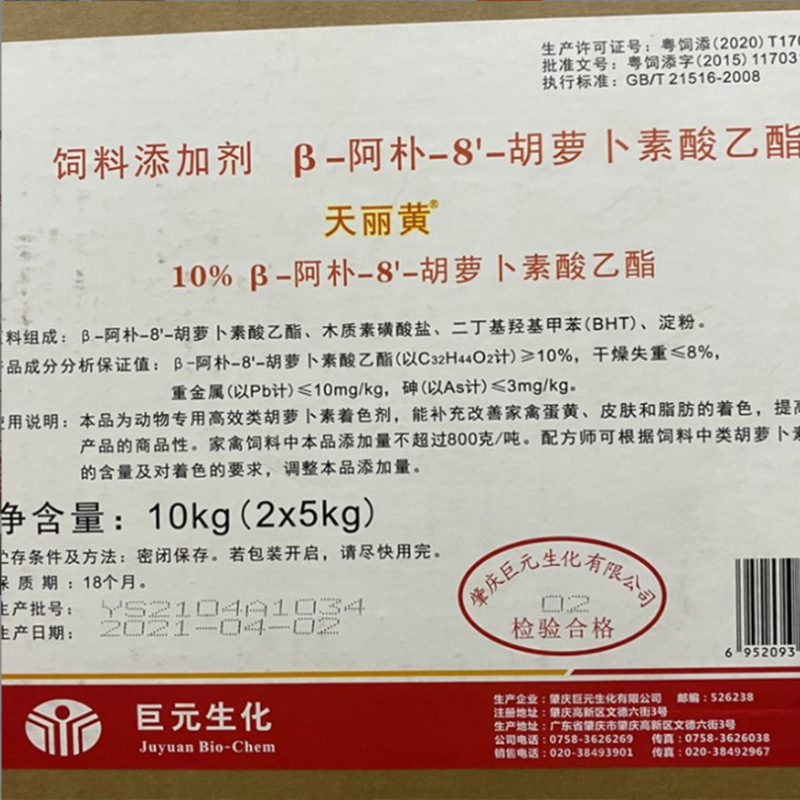 生产许可证号：粤饲添(2020)T170
批准文号：粤饲添字(2015)117031
执行标准：GB/T 21516-2008
饲料添加剂 β-阿朴-8'-胡萝卜素酸乙酯
天丽黄®
10% β-阿朴-8'-胡萝卜素酸乙酯
料组成：β-阿朴-8'-胡萝卜素酸乙酯、木质素磺酸盐、二丁基羟基甲苯(BHT)、淀粉。
品成分分析保证值：β-阿朴-8'-胡萝卜素酸乙酯(以C32H44O2计)≥10%，干燥失重≤8%，
重金属(以Pb计)≤10mg/kg，砷(以As计)≤3mg/kg。
使用说明：本品为动物专用高效类胡萝卜素着色剂，能补充改善家禽蛋黄、皮肤和脂肪的着色，提高
产品的商品性。家禽饲料中本品添加量不超过800克/吨。配方师可根据饲料中类胡萝卜素
的含量及对着色的要求，调整本品添加量。
净含量：10kg(2x5kg)
贮存条件及方法：密闭保存。若包装开启，请尽快用完。
保质期：18个月。
生产批号：YS2104A1034
生产日期：2021-04-02
肇庆巨元生化有限公司
02
检验合格
6 952093
巨元生化
Juyuan Bio-Chem
生产企业：肇庆巨元生化有限公司 邮编：526238
注册地址：肇庆高新区文德六街3号
生产地址：广东省肇庆市肇庆高新区文德六街3号
公司电话：0758-3626269 传真：0758-3626038
销售电话：020-38493901 传真：020-38492967